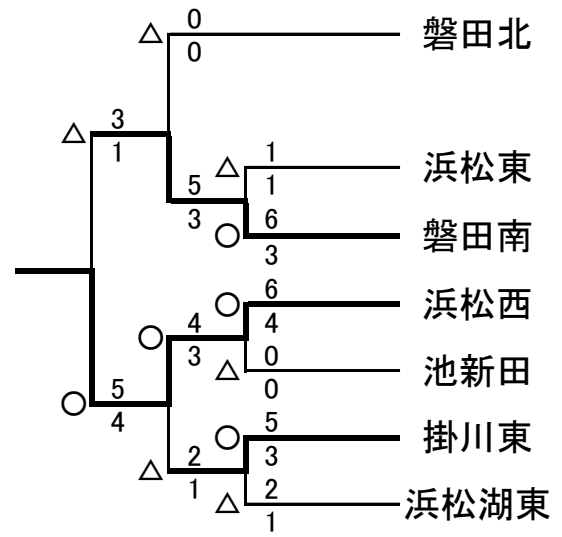 △ 0 磐田北
0
△ 3
1
△ 1 浜松東
1
5
3
○ 6 磐田南
3
○ 6 浜松西
4
○ 4
3
△ 0 池新田
0
○ 5
4
○ 5 掛川東
3
△ 2
1
△ 2 浜松湖東
1